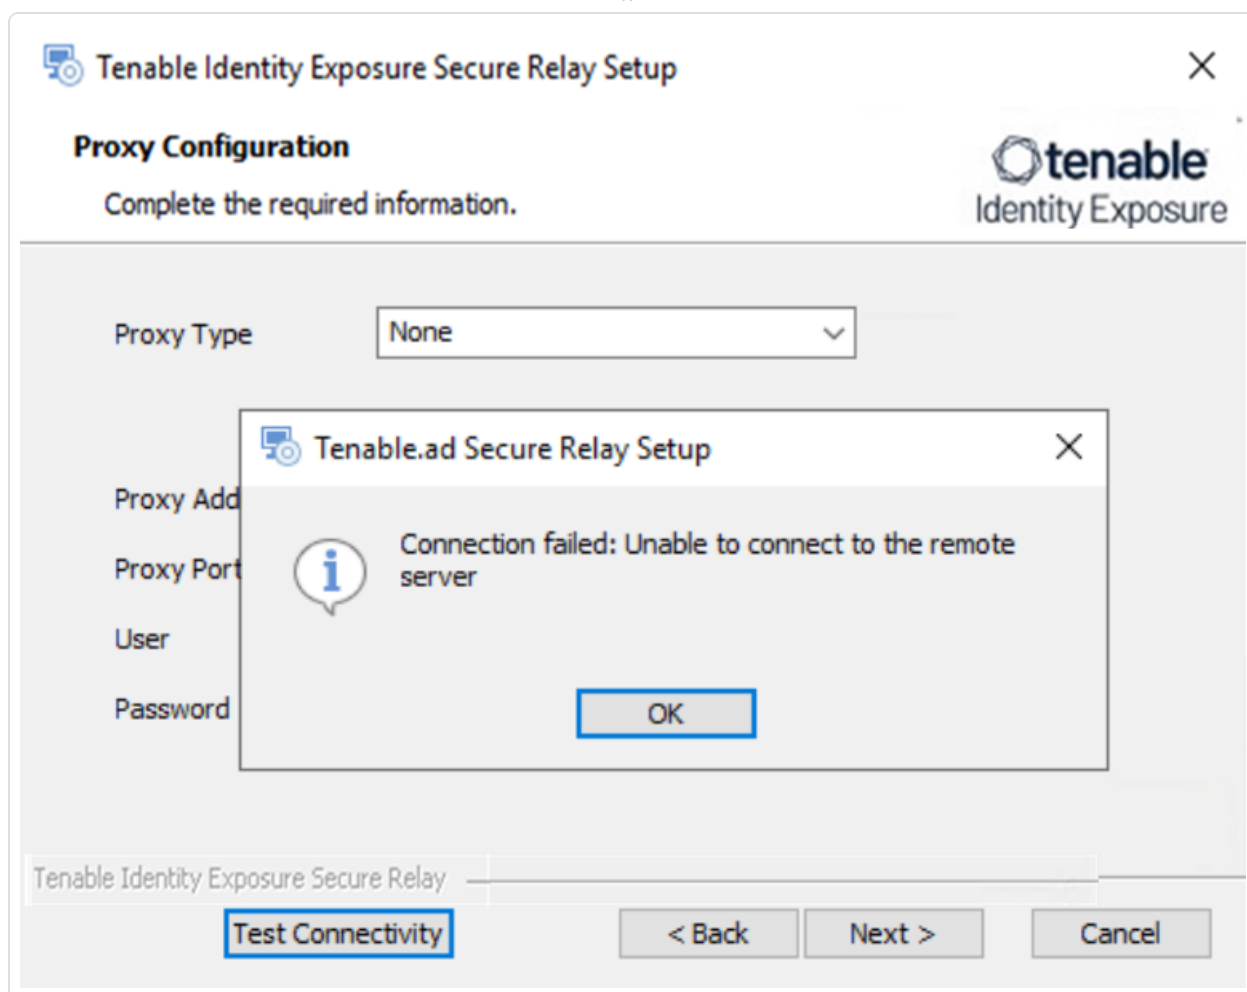 Tenable Identity Exposure Secure Relay Setup
Proxy Configuration
Complete the required information.
tenable
Identity Exposure
Proxy Type
None
Tenable.ad Secure Relay Setup
Proxy Add
Connection failed: Unable to connect to the remote
server
Proxy Port
User
Password
OK
Tenable Identity Exposure Secure Relay
Test Connectivity
< Back
Next >
Cancel